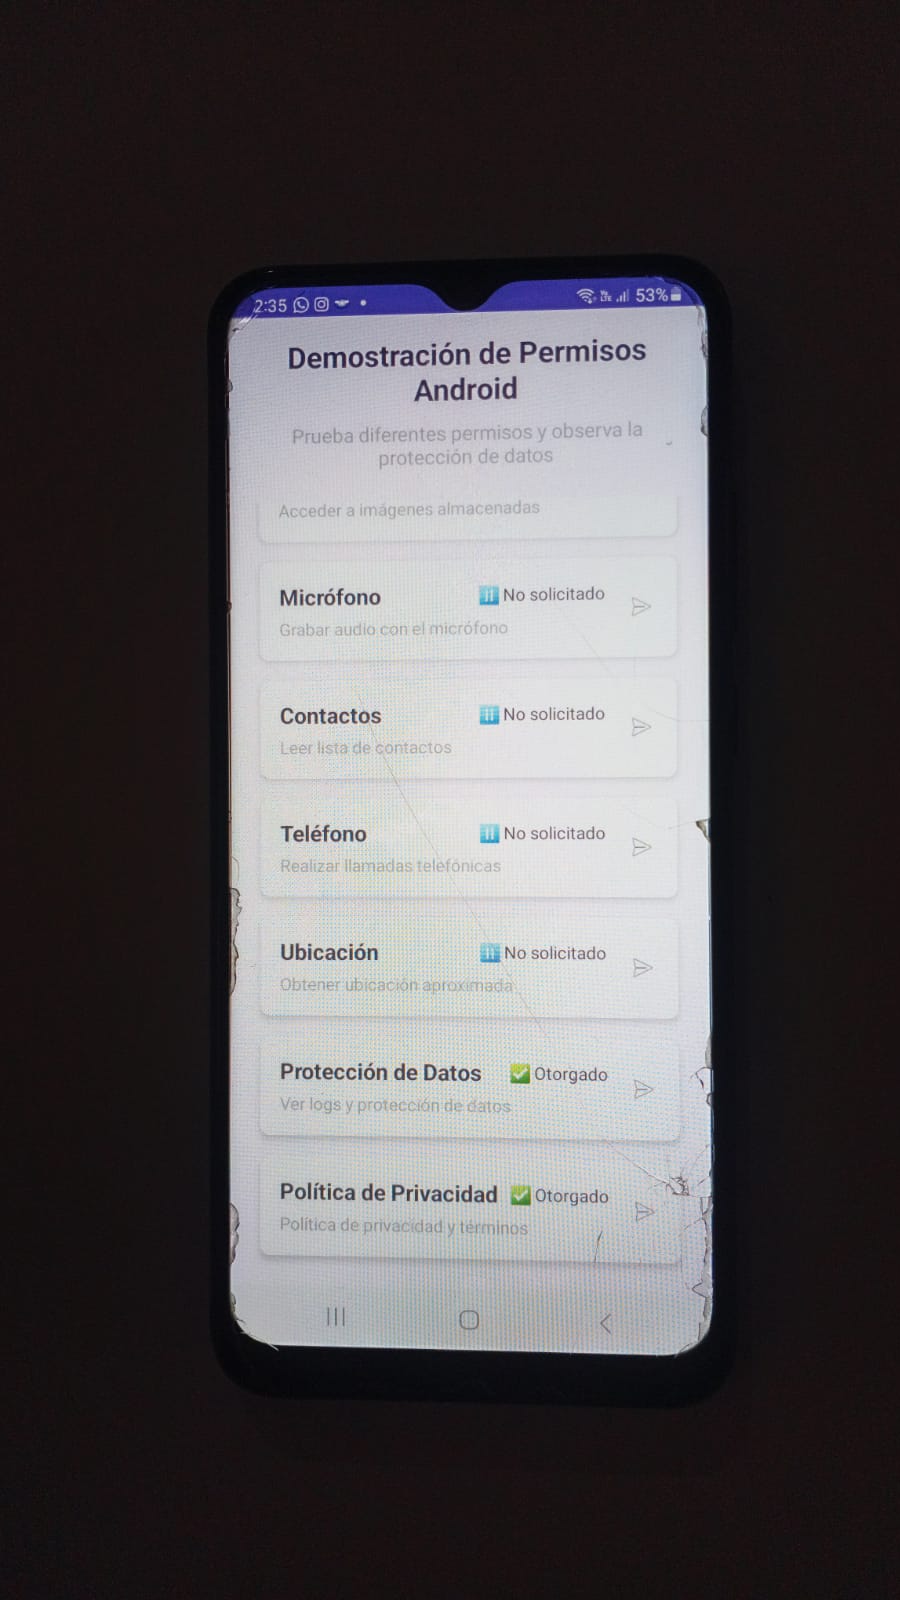 2:35 53%
Demostración de Permisos
Android
Prueba diferentes permisos y observa la
protección de datos
Acceder a imágenes almacenadas
Micrófono No solicitado
Grabar audio con el micrófono
Contactos No solicitado
Leer lista de contactos
Teléfono No solicitado
Realizar llamadas telefónicas
Ubicación No solicitado
Obtener ubicación aproximada
Protección de Datos ✅ Otorgado
Ver logs y protección de datos
Política de Privacidad ✅ Otorgado
Política de privacidad y términos